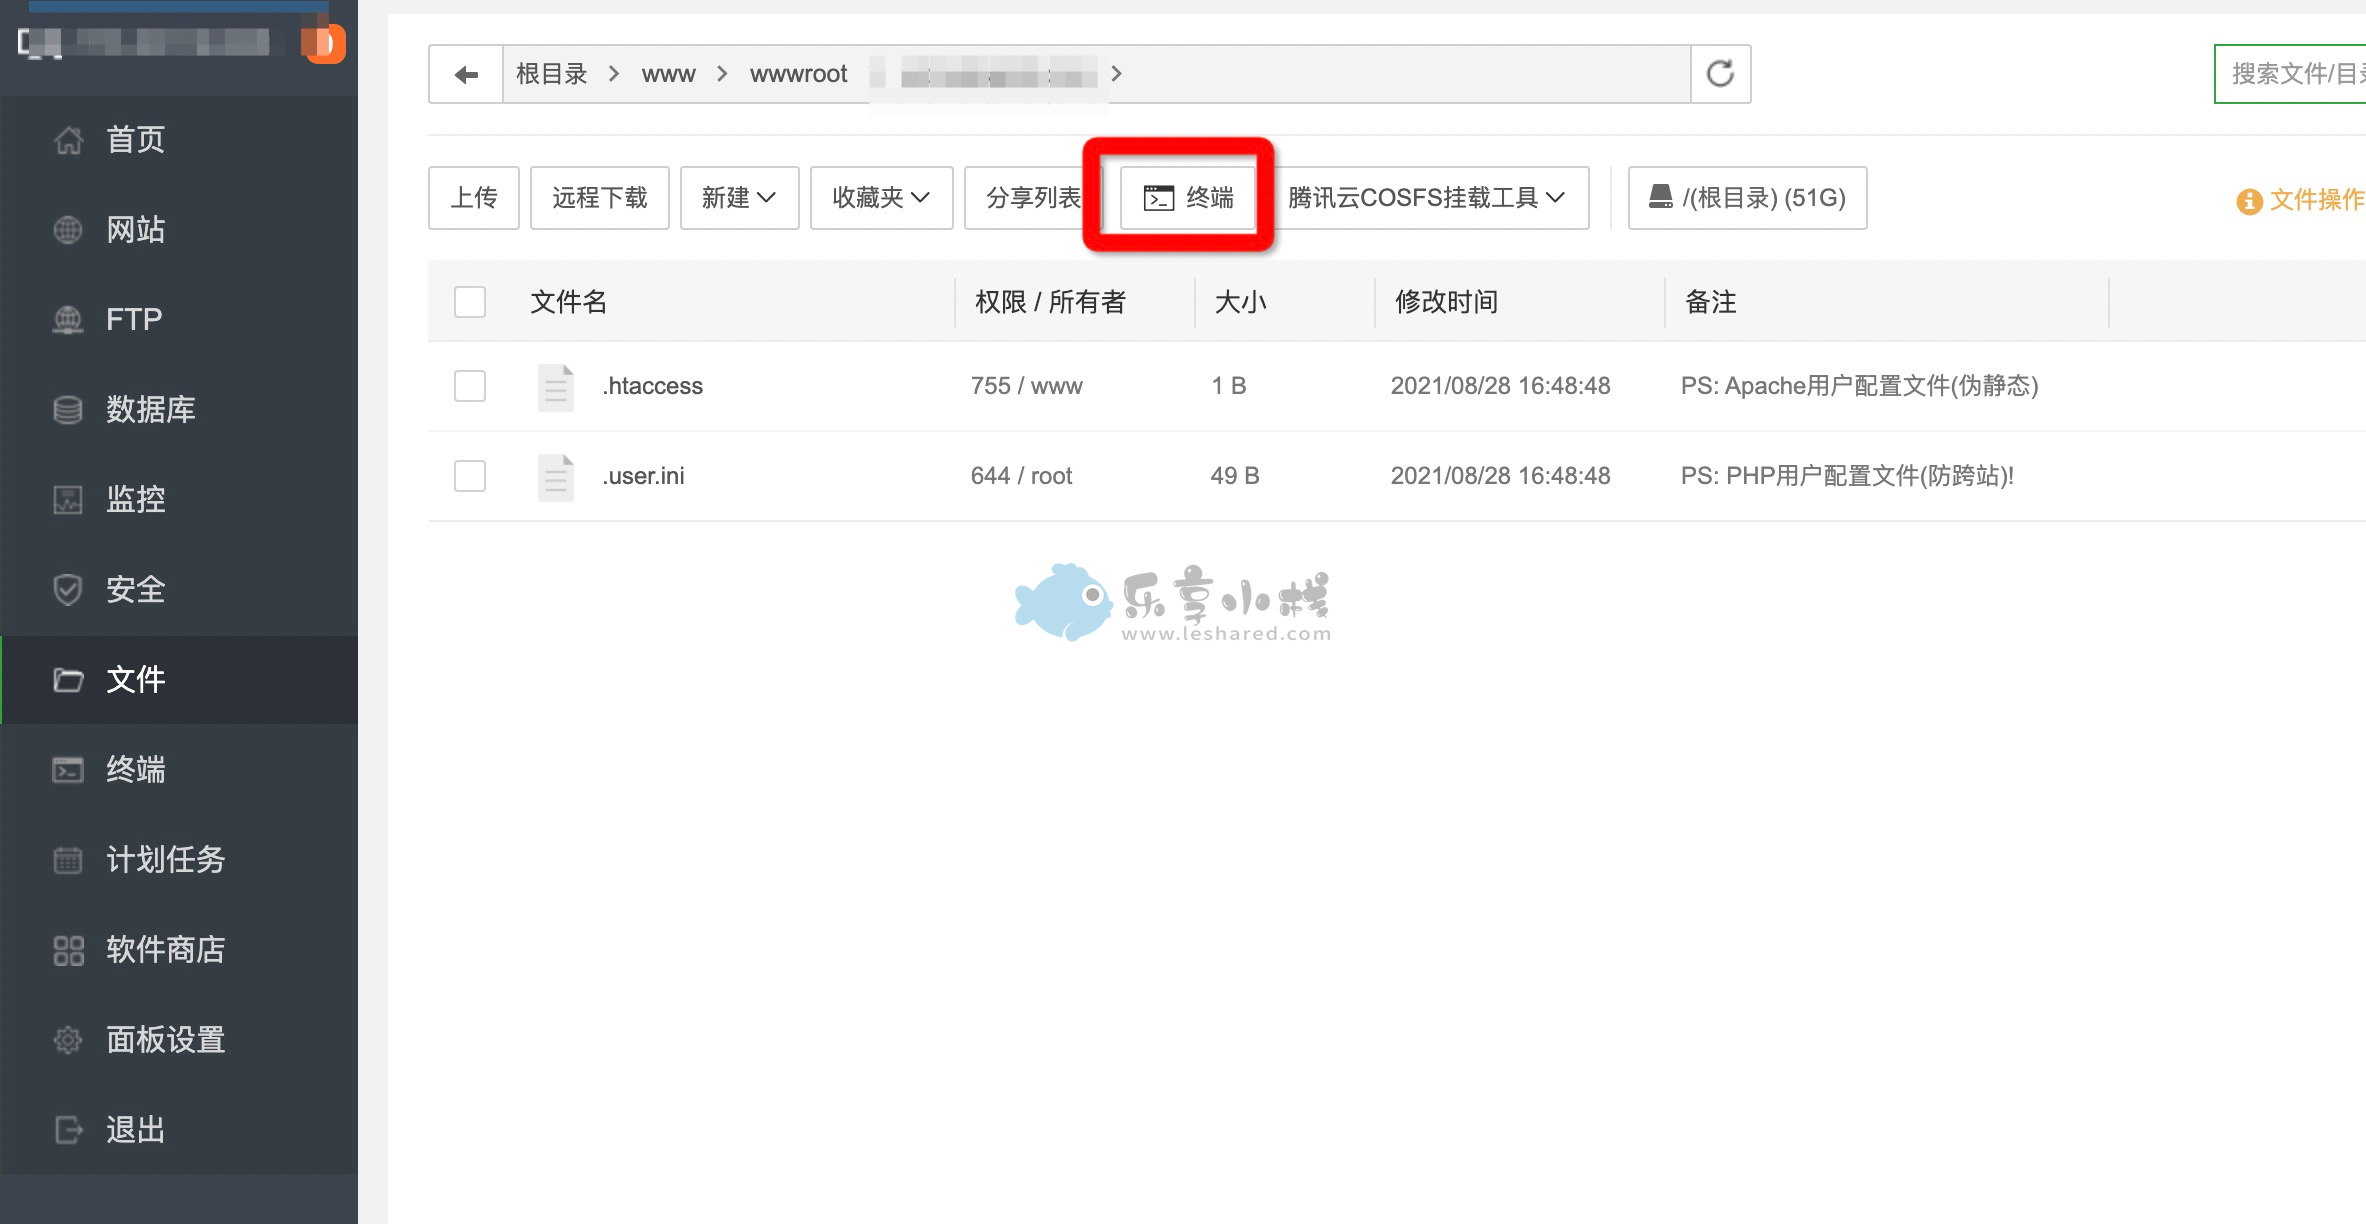 根目录 > www > wwwroot >
搜索文件/目
首页
网站
FTP
数据库
监控
安全
文件
终端
计划任务
软件商店
面板设置
退出
上传 远程下载 新建 收藏夹 分享列表 终端 腾讯云COSFS挂载工具 /(根目录) (51G) 文件操作
文件名 权限 / 所有者 大小 修改时间 备注
.htaccess 755 / www 1 B 2021/08/28 16:48:48 PS: Apache用户配置文件(伪静态)
.user.ini 644 / root 49 B 2021/08/28 16:48:48 PS: PHP用户配置文件(防跨站)!
乐享小栈
www.leshared.com